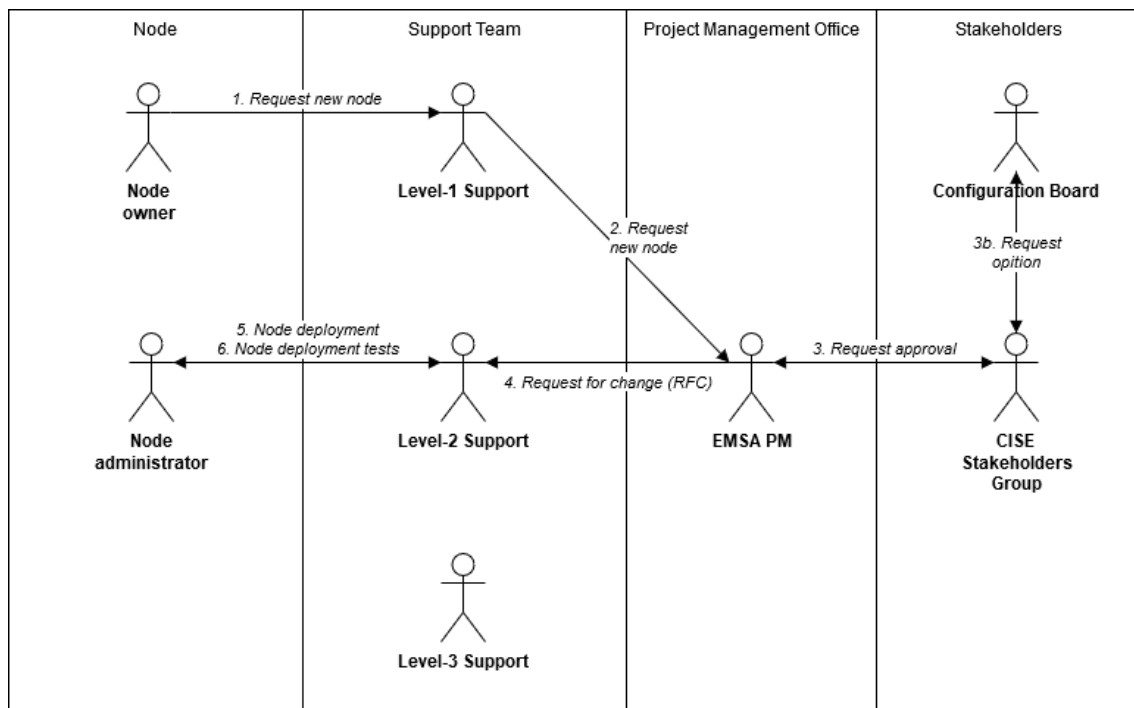 Node
Support Team
Project Management Office
Stakeholders
1. Request new node
Node
owner
Level-1 Support
Configuration Board
2. Request
new node
3b. Request
opition
5. Node deployment
6. Node deployment tests
4. Request for change (RFC)
3. Request approval
Node
administrator
Level-2 Support
EMSA PM
CISE
Stakeholders
Group
Level-3 Support